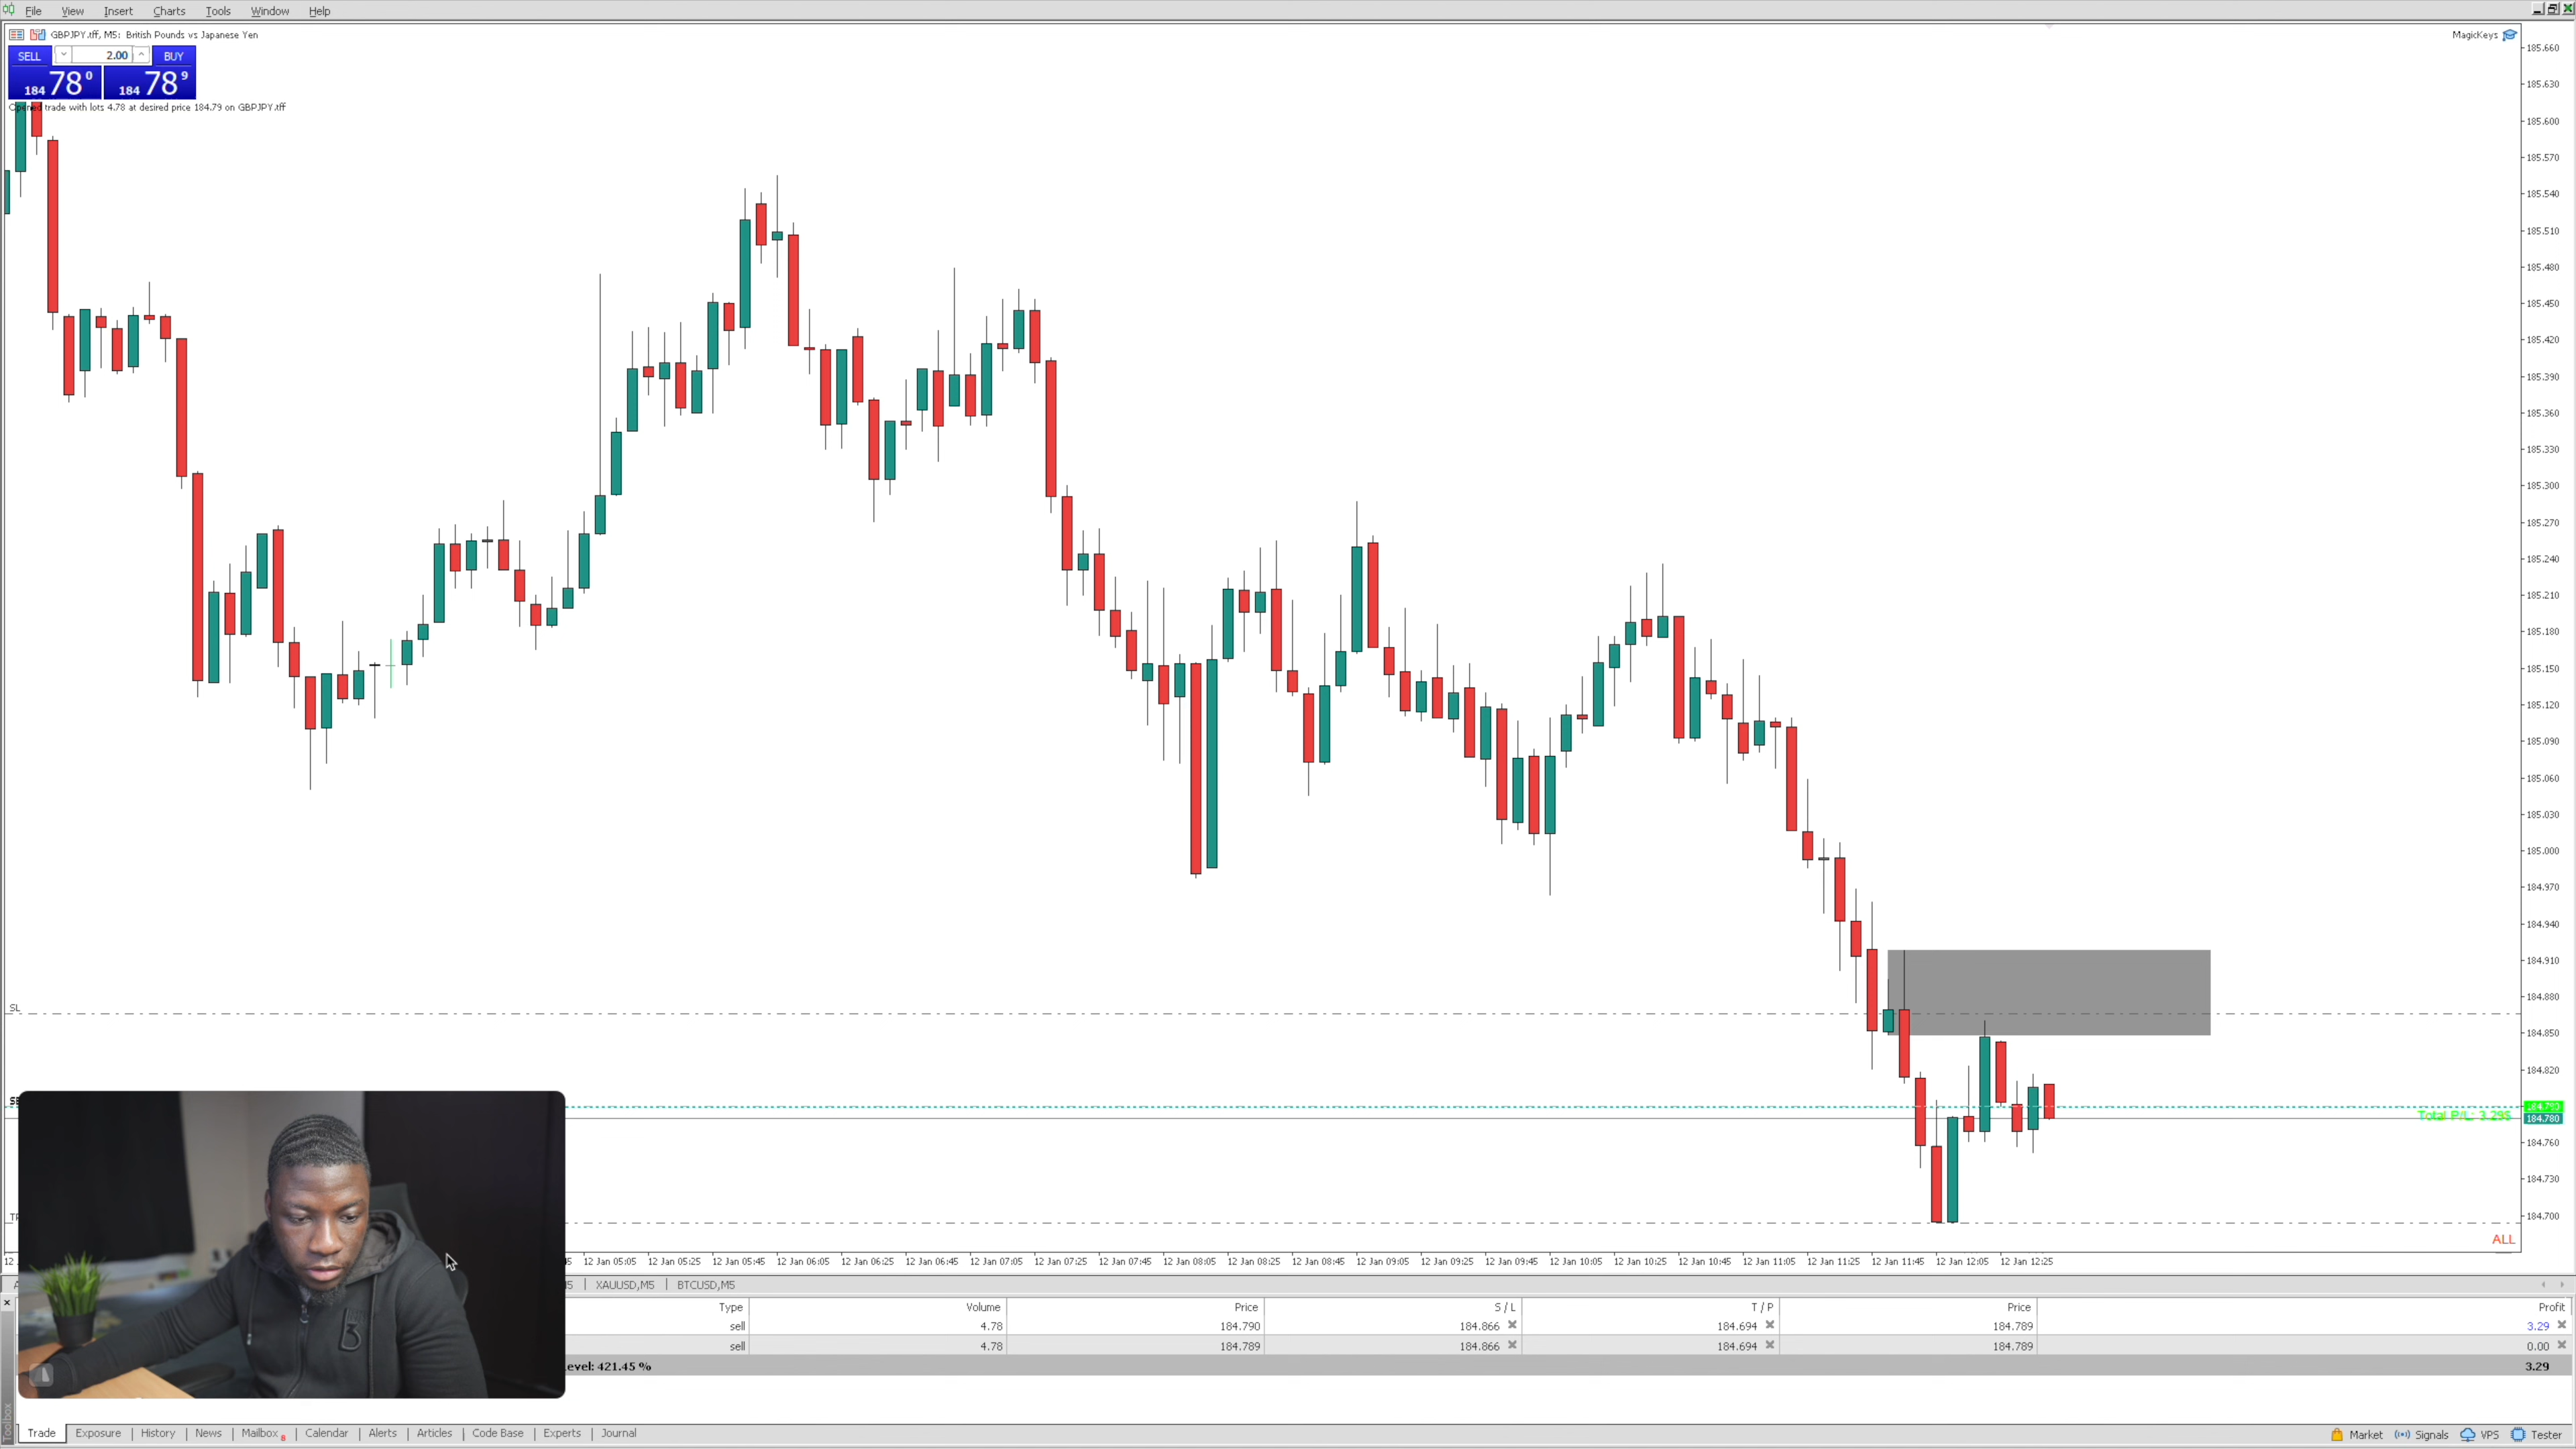 File View Insert Charts Tools Window Help
GBPJPY.tff, M5: British Pounds vs Japanese Yen
MagicKeys
SELL 2.00 BUY
184 78 0 184 78 9
Opened trade with lots 4.78 at desired price 184.79 on GBPJPY.tff
185.660
185.630
185.600
185.570
185.540
185.510
185.480
185.450
185.420
185.390
185.360
185.330
185.300
185.270
185.240
185.210
185.180
185.150
185.120
185.090
185.060
185.030
185.000
184.970
184.940
184.910
184.880
SL
184.850
184.820
184.790
Total P/L: 3.29$
184.780
184.760
184.730
184.700
ALL
12 Jan 05:05 12 Jan 05:25 12 Jan 05:45 12 Jan 06:05 12 Jan 06:25 12 Jan 06:45 12 Jan 07:05 12 Jan 07:25 12 Jan 07:45 12 Jan 08:05 12 Jan 08:25 12 Jan 08:45 12 Jan 09:05 12 Jan 09:25 12 Jan 09:45 12 Jan 10:05 12 Jan 10:25 12 Jan 10:45 12 Jan 11:05 12 Jan 11:25 12 Jan 11:45 12 Jan 12:05 12 Jan 12:25
XAUUSD,M5 BTCUSD,M5
Type Volume Price S / L T / P Price Profit
sell 4.78 184.790 184.866 184.694 184.789 3.29
sell 4.78 184.789 184.866 184.694 184.789 0.00
evel: 421.45 % 3.29
Toolbox
Trade Exposure History News Mailbox 8 Calendar Alerts Articles Code Base Experts Journal
Market Signals VPS Tester